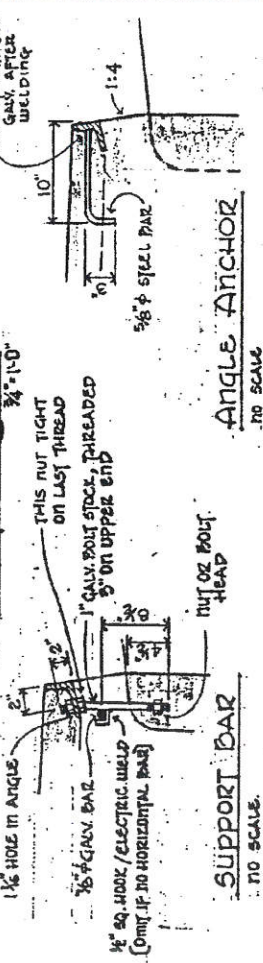 GALV. AFTER
WELDING
3/4" = 1'-0"
1 1/16" HOLE IN ANGLE
THIS NUT TIGHT
ON LAST THREAD
2"
2"
1" GALV. BOLT STOCK, THREADED
3" ON UPPER END
GALV. BAR
1/2" SQ. HOOK / ELECTRIC WELD
(OMIT IF NO HORIZONTAL BAR)
NUT OR BOLT
HEAD
SUPPORT BAR
NO SCALE.
10"
3"
1:4
5/8" φ STEEL BAR
ANGLE ANCHOR
NO SCALE